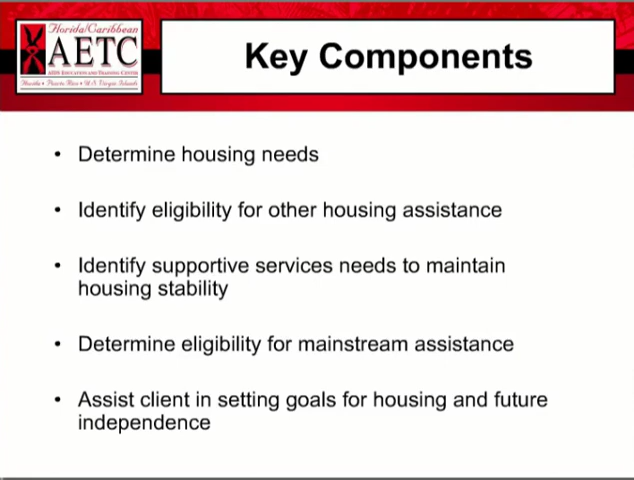 Florida/Caribbean
AETC
AIDS Education and Training Center
Florida • Puerto Rico • U.S. Virgin Islands
Key Components
• Determine housing needs
• Identify eligibility for other housing assistance
• Identify supportive services needs to maintain
housing stability
• Determine eligibility for mainstream assistance
• Assist client in setting goals for housing and future
independence